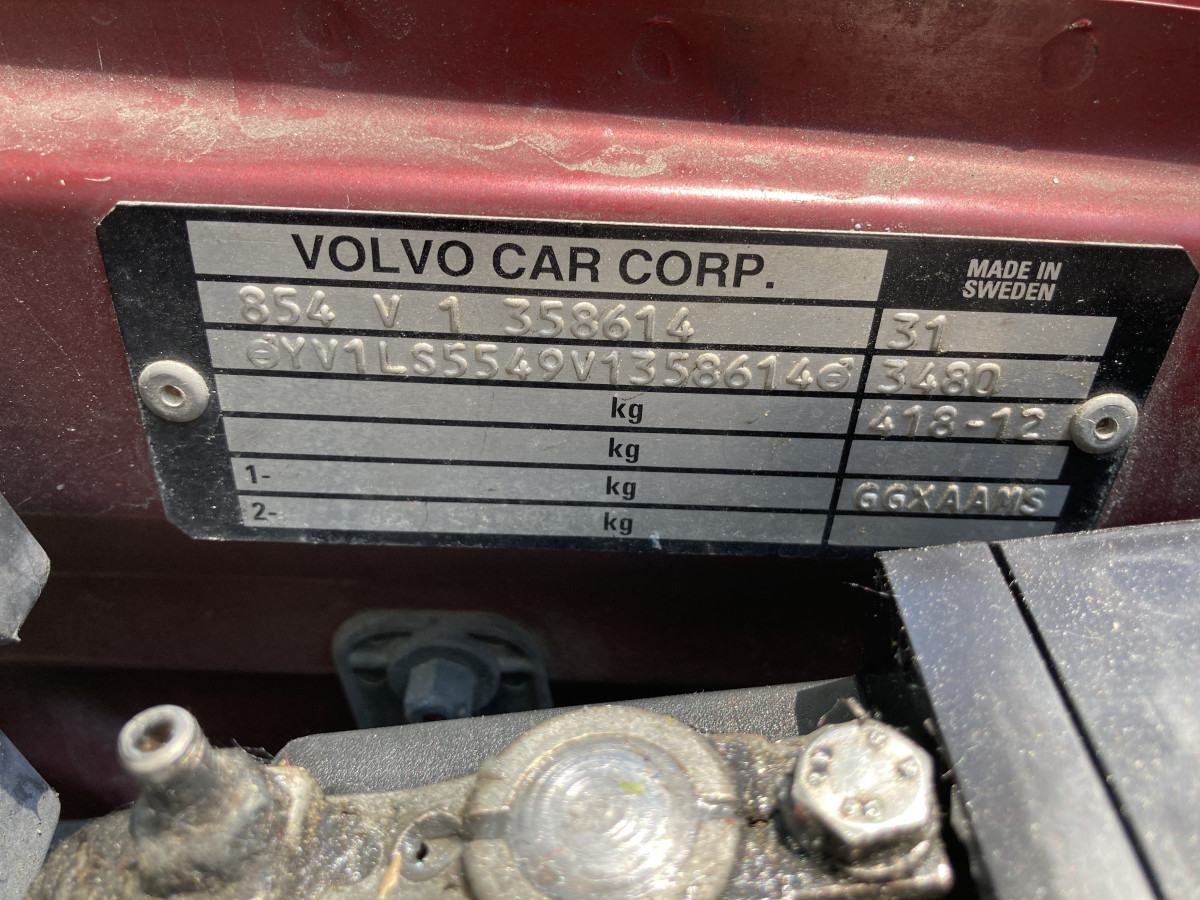 VOLVO CAR CORP.
MADE IN
SWEDEN
854 V 1 358614 31
YV1LS5549V1358614 3480
kg 418-12
kg
1- kg GGXAAMS
2- kg